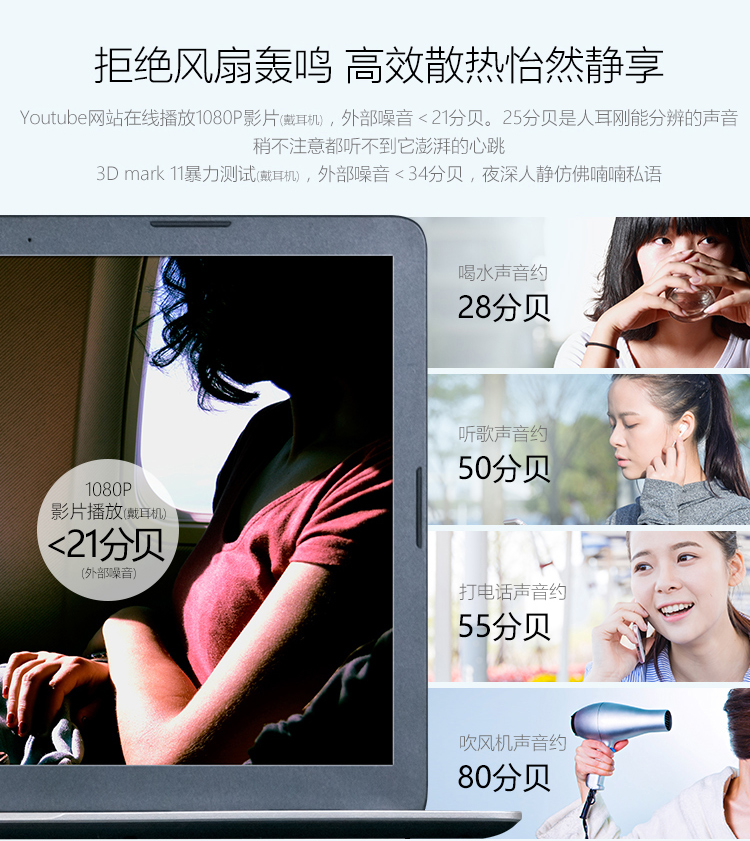 拒绝风扇轰鸣 高效散热怡然静享
Youtube网站在线播放1080P影片(戴耳机)，外部噪音＜21分贝。25分贝是人耳刚能分辨的声音
稍不注意都听不到它澎湃的心跳
3D mark 11暴力测试(戴耳机)，外部噪音＜34分贝，夜深人静仿佛喃喃私语
喝水声音约
28分贝
听歌声音约
50分贝
1080P
影片播放(戴耳机)
<21分贝
(外部噪音)
打电话声音约
55分贝
吹风机声音约
80分贝